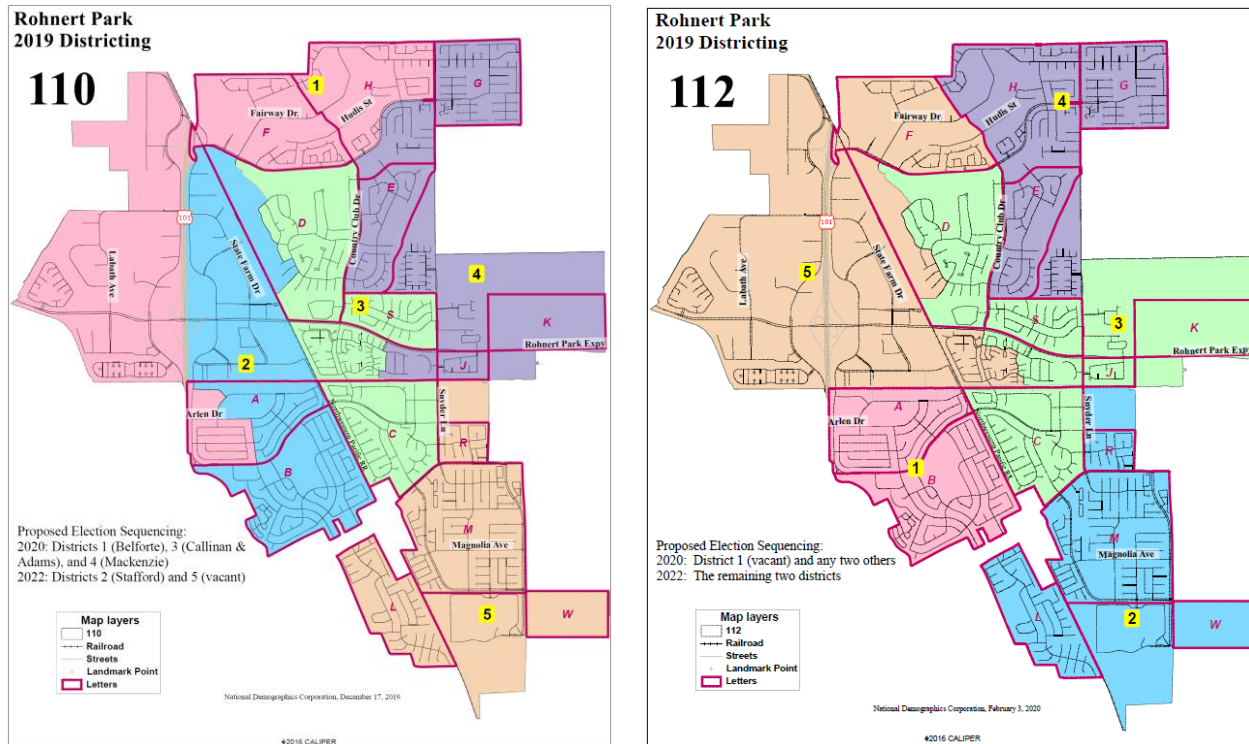 Rohnert Park
2019 Districting
110
1
H
G
Fairway Dr
Hudis St
F
E
D
101
Country Club Dr
Labath Ave
State Farm Dr
4
3
S
K
Rohnert Park Expy
2
J
A
Arlen Dr
Snyder Ln
Northwestern Pacific RR
C
R
B
M
Magnolia Ave
Proposed Election Sequencing:
2020: Districts 1 (Belforte), 3 (Callinan &
Adams), and 4 (Mackenzie)
2022: Districts 2 (Stafford) and 5 (vacant)
L
5
W
Map layers
110
Railroad
Streets
Landmark Point
Letters
National Demographics Corporation, December 17, 2019
©2016 CALIPER
Rohnert Park
2019 Districting
112
H
4
G
Fairway Dr
Hudis St
F
E
D
101
Country Club Dr
Labath Ave
5
State Farm Dr
3
S
K
Rohnert Park Expy
J
A
Arlen Dr
Snyder Ln
Northwestern Pacific RR
C
R
1
B
M
Magnolia Ave
Proposed Election Sequencing:
2020: District 1 (vacant) and any two others
2022: The remaining two districts
L
2
W
Map layers
112
Railroad
Streets
Landmark Point
Letters
National Demographics Corporation, February 3, 2020
©2016 CALIPER